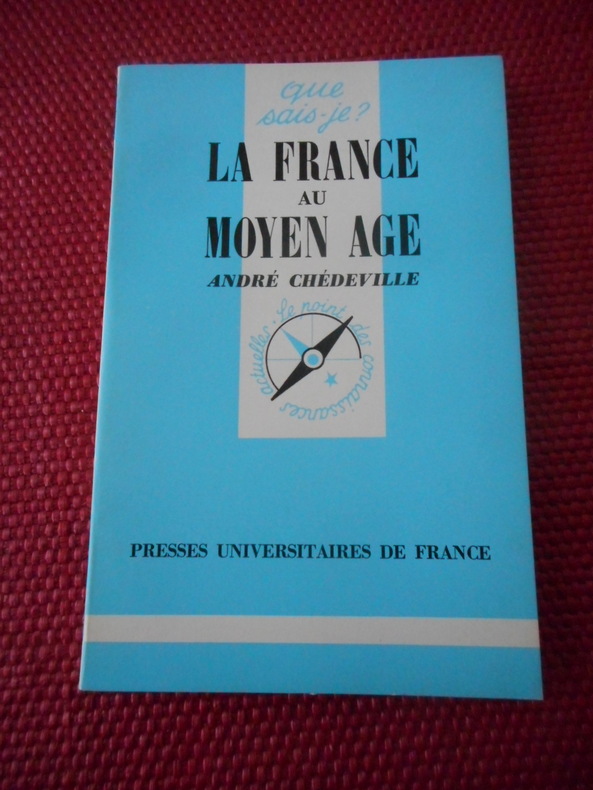 que
sais-je?
LA FRANCE
AU
MOYEN AGE
ANDRÉ CHÉDEVILLE
Le point des connaissances actuelles.
PRESSES UNIVERSITAIRES DE FRANCE